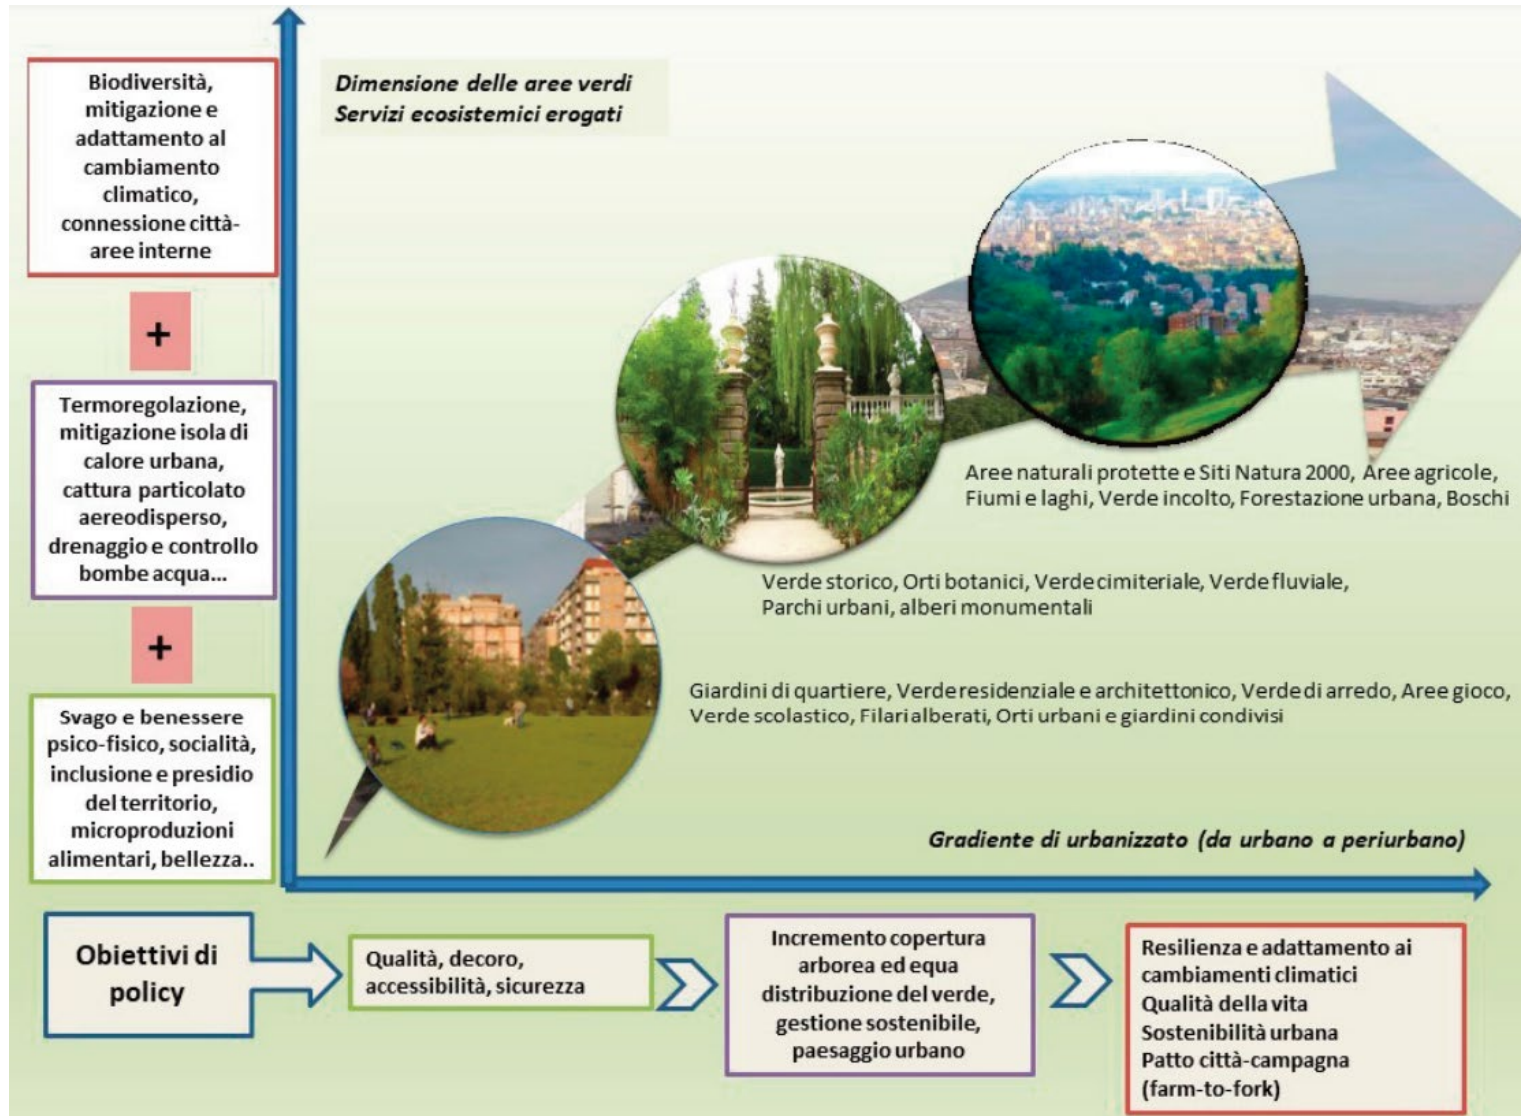 Dimensione delle aree verdi
Servizi ecosistemici erogati
Biodiversità,
mitigazione e
adattamento al
cambiamento
climatico,
connessione città-
aree interne
+
Termoregolazione,
mitigazione isola di
calore urbana,
cattura particolato
aereodisperso,
drenaggio e controllo
bombe acqua...
+
Svago e benessere
psico-fisico, socialità,
inclusione e presidio
del territorio,
microproduzioni
alimentari, bellezza..
Aree naturali protette e Siti Natura 2000, Aree agricole,
Fiumi e laghi, Verde incolto, Forestazione urbana, Boschi
Verde storico, Orti botanici, Verde cimiteriale, Verde fluviale,
Parchi urbani, alberi monumentali
Giardini di quartiere, Verde residenziale e architettonico, Verde di arredo, Aree gioco,
Verde scolastico, Filari alberati, Orti urbani e giardini condivisi
Gradiente di urbanizzato (da urbano a periurbano)
Obiettivi di
policy
Qualità, decoro,
accessibilità, sicurezza
Incremento copertura
arborea ed equa
distribuzione del verde,
gestione sostenibile,
paesaggio urbano
Resilienza e adattamento ai
cambiamenti climatici
Qualità della vita
Sostenibilità urbana
Patto città-campagna
(farm-to-fork)